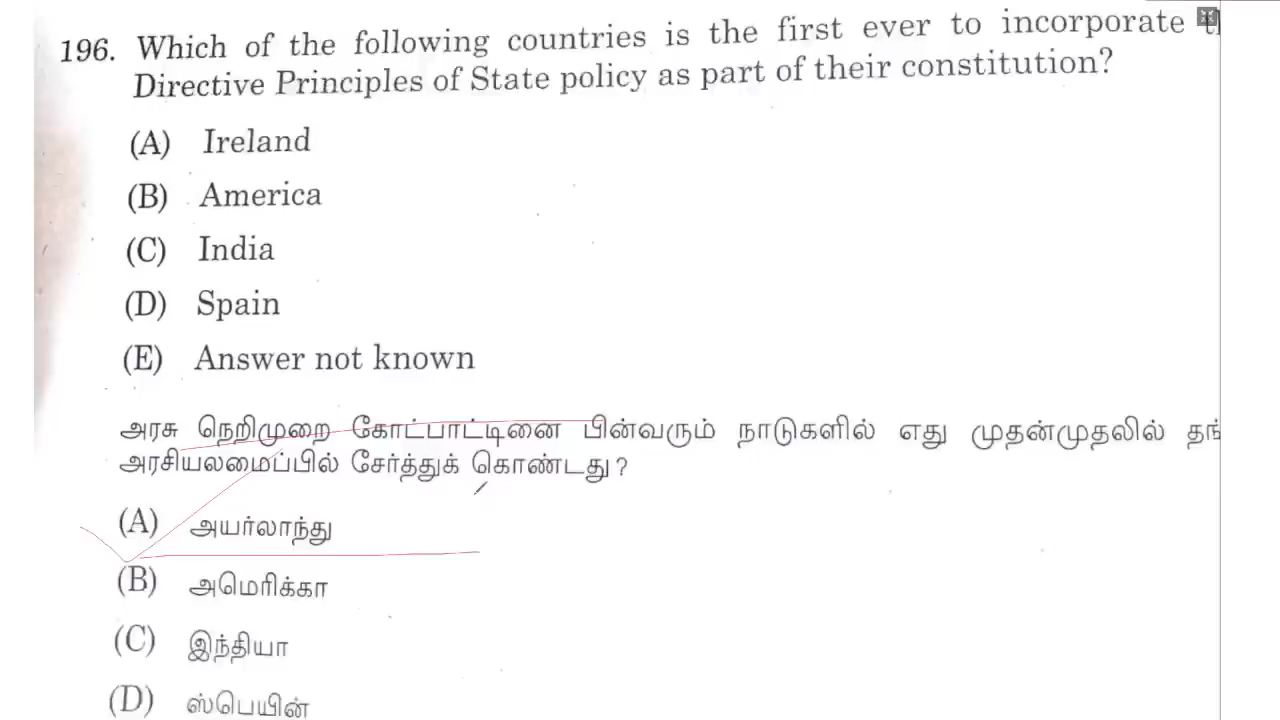 196. Which of the following countries is the first ever to incorporate
Directive Principles of State policy as part of their constitution?
(A) Ireland
(B) America
(C) India
(D) Spain
(E) Answer not known
அரசு நெறிமுறை கோட்பாட்டினை பின்வரும் நாடுகளில் எது முதன்முதலில்
அரசியலமைப்பில் சேர்த்துக் கொண்டது?
(A) அயர்லாந்து
(B) அமெரிக்கா
(C) இந்தியா
(D) ஸ்பெயின்